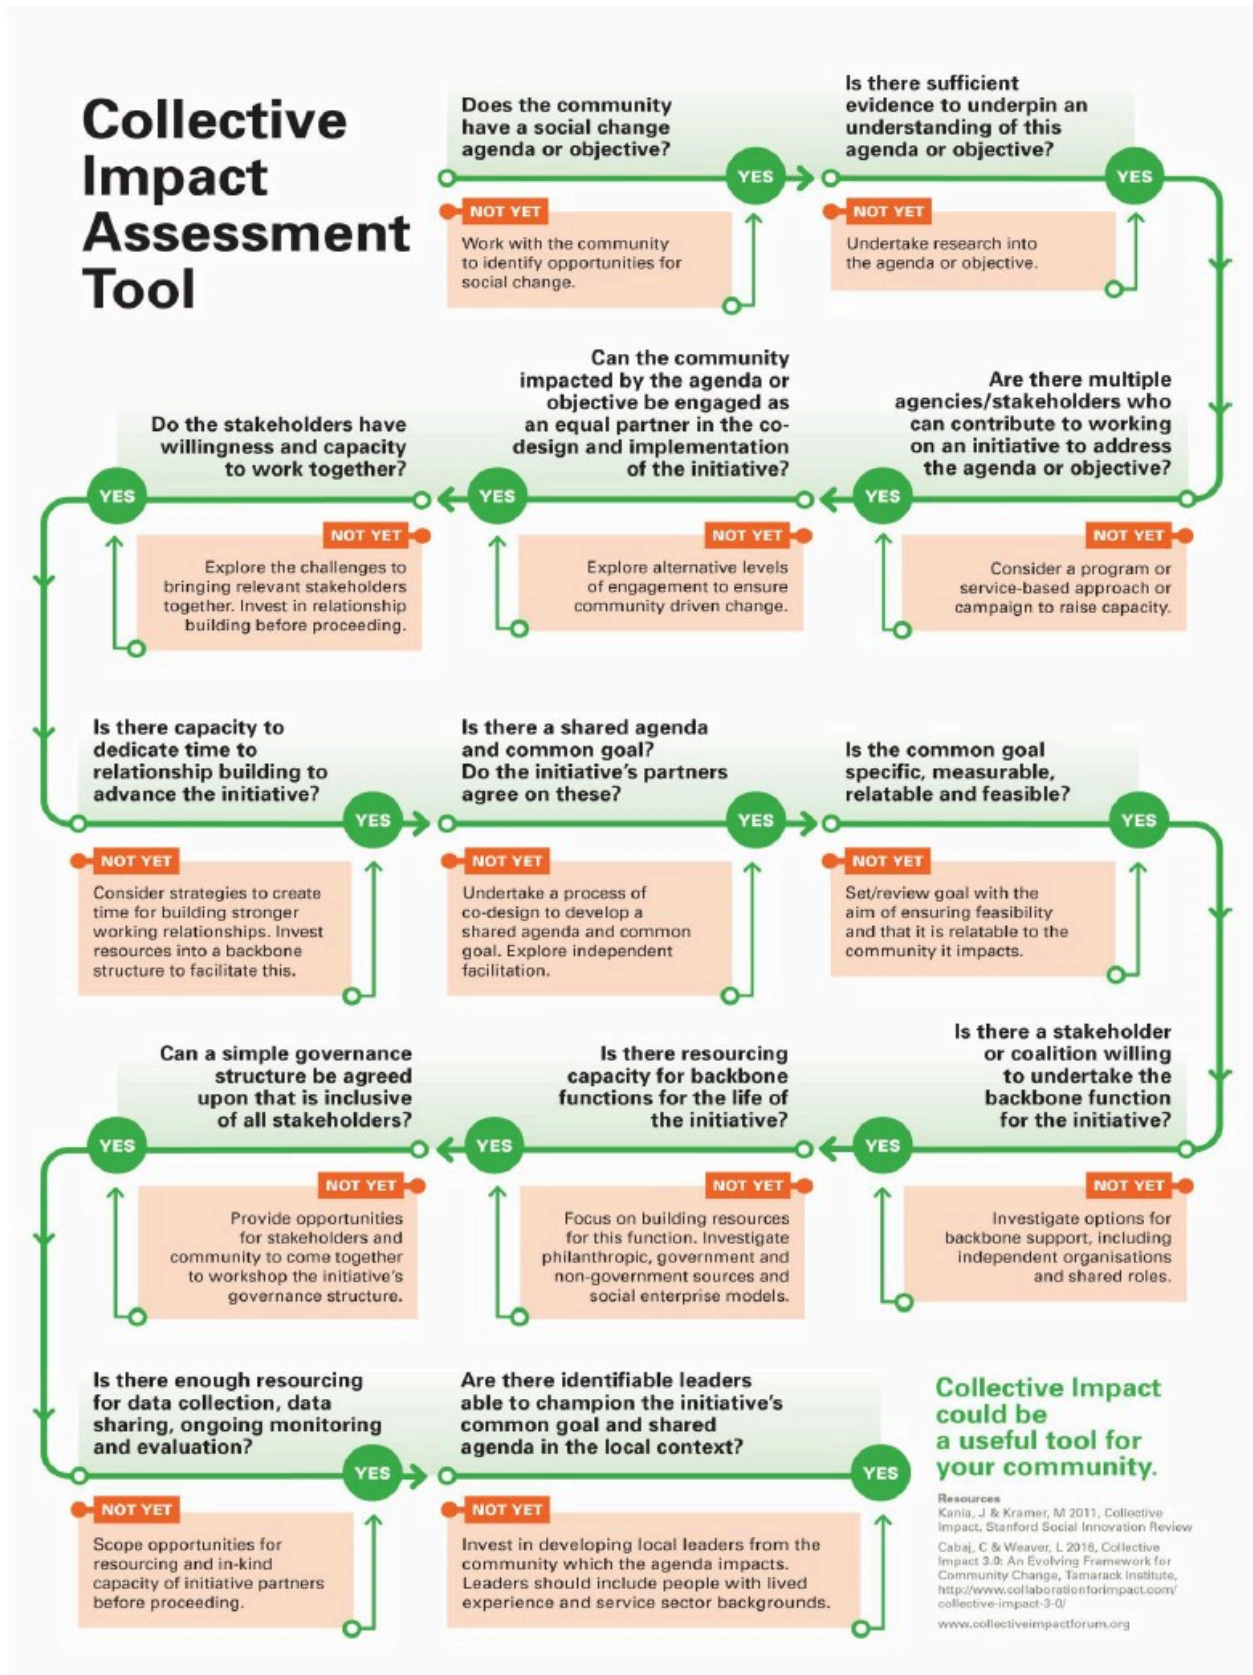 Collective
Impact
Assessment
Tool
Does the community
have a social change
agenda or objective?
YES
NOT YET
Work with the community
to identify opportunities for
social change.
Is there sufficient
evidence to underpin an
understanding of this
agenda or objective?
YES
NOT YET
Undertake research into
the agenda or objective.
Are there multiple
agencies/stakeholders who
can contribute to working
on an initiative to address
the agenda or objective?
YES
NOT YET
Consider a program or
service-based approach or
campaign to raise capacity.
Can the community
impacted by the agenda or
objective be engaged as
an equal partner in the co-
design and implementation
of the initiative?
YES
NOT YET
Explore alternative levels
of engagement to ensure
community driven change.
Do the stakeholders have
willingness and capacity
to work together?
YES
NOT YET
Explore the challenges to
bringing relevant stakeholders
together. Invest in relationship
building before proceeding.
Is there capacity to
dedicate time to
relationship building to
advance the initiative?
YES
NOT YET
Consider strategies to create
time for building stronger
working relationships. Invest
resources into a backbone
structure to facilitate this.
Is there a shared agenda
and common goal?
Do the initiative's partners
agree on these?
YES
NOT YET
Undertake a process of
co-design to develop a
shared agenda and common
goal. Explore independent
facilitation.
Is the common goal
specific, measurable,
relatable and feasible?
YES
NOT YET
Set/review goal with the
aim of ensuring feasibility
and that it is relatable to the
community it impacts.
Is there a stakeholder
or coalition willing
to undertake the
backbone function
for the initiative?
YES
NOT YET
Investigate options for
backbone support, including
independent organisations
and shared roles.
Is there resourcing
capacity for backbone
functions for the life of
the initiative?
YES
NOT YET
Focus on building resources
for this function. Investigate
philanthropic, government and
non-government sources and
social enterprise models.
Can a simple governance
structure be agreed
upon that is inclusive
of all stakeholders?
YES
NOT YET
Provide opportunities
for stakeholders and
community to come together
to workshop the initiative's
governance structure.
Is there enough resourcing
for data collection, data
sharing, ongoing monitoring
and evaluation?
YES
NOT YET
Scope opportunities for
resourcing and in-kind
capacity of initiative partners
before proceeding.
Are there identifiable leaders
able to champion the initiative's
common goal and shared
agenda in the local context?
YES
NOT YET
Invest in developing local leaders from the
community which the agenda impacts.
Leaders should include people with lived
experience and service sector backgrounds.
Collective Impact
could be
a useful tool for
your community.
Resources
Kania, J & Kramer, M 2011, Collective
Impact, Stanford Social Innovation Review
Cabaj, C & Weaver, L 2016, Collective
Impact 3.0: An Evolving Framework for
Community Change, Tamarack Institute,
http://www.collaborationforimpact.com/
collective-impact-3-0/
www.collectiveimpactforum.org